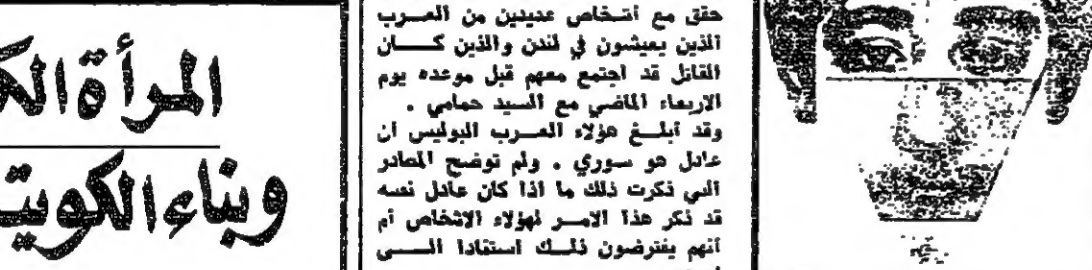 حقق مع أشخاص عديدين من العرب
الذين يعيشون في لندن والذين كان
القاتل قد اجتمع معهم قبل موعده يوم
الاربعاء الماضي مع السيد حمامي .
وقد أبلغ هؤلاء العرب البوليس أن
عادل هو سوري . ولم توضح المصادر
التي ذكرت ذلك ما اذا كان عادل نفسه
قد ذكر هذا الامر لهؤلاء الاشخاص أم
أنهم يفترضون ذلك استنادا الى
المرأة الك
وبناء الكويت